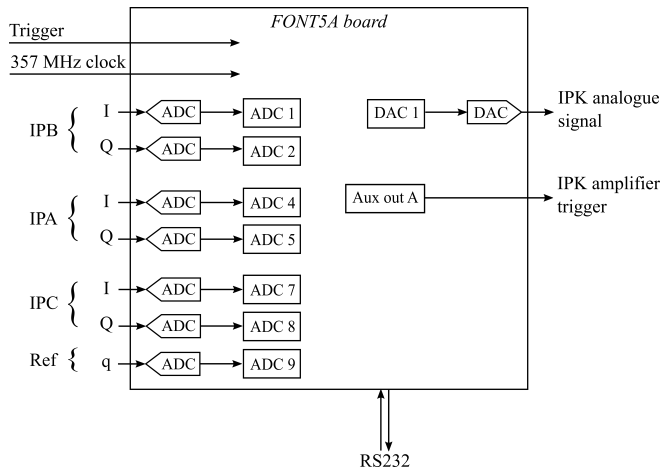 FONT5A board
Trigger
357 MHz clock
IPB
I
ADC
ADC 1
Q
ADC
ADC 2
IPA
I
ADC
ADC 4
Q
ADC
ADC 5
IPC
I
ADC
ADC 7
Q
ADC
ADC 8
Ref
q
ADC
ADC 9
DAC 1
DAC
IPK analogue
signal
Aux out A
IPK amplifier
trigger
RS232